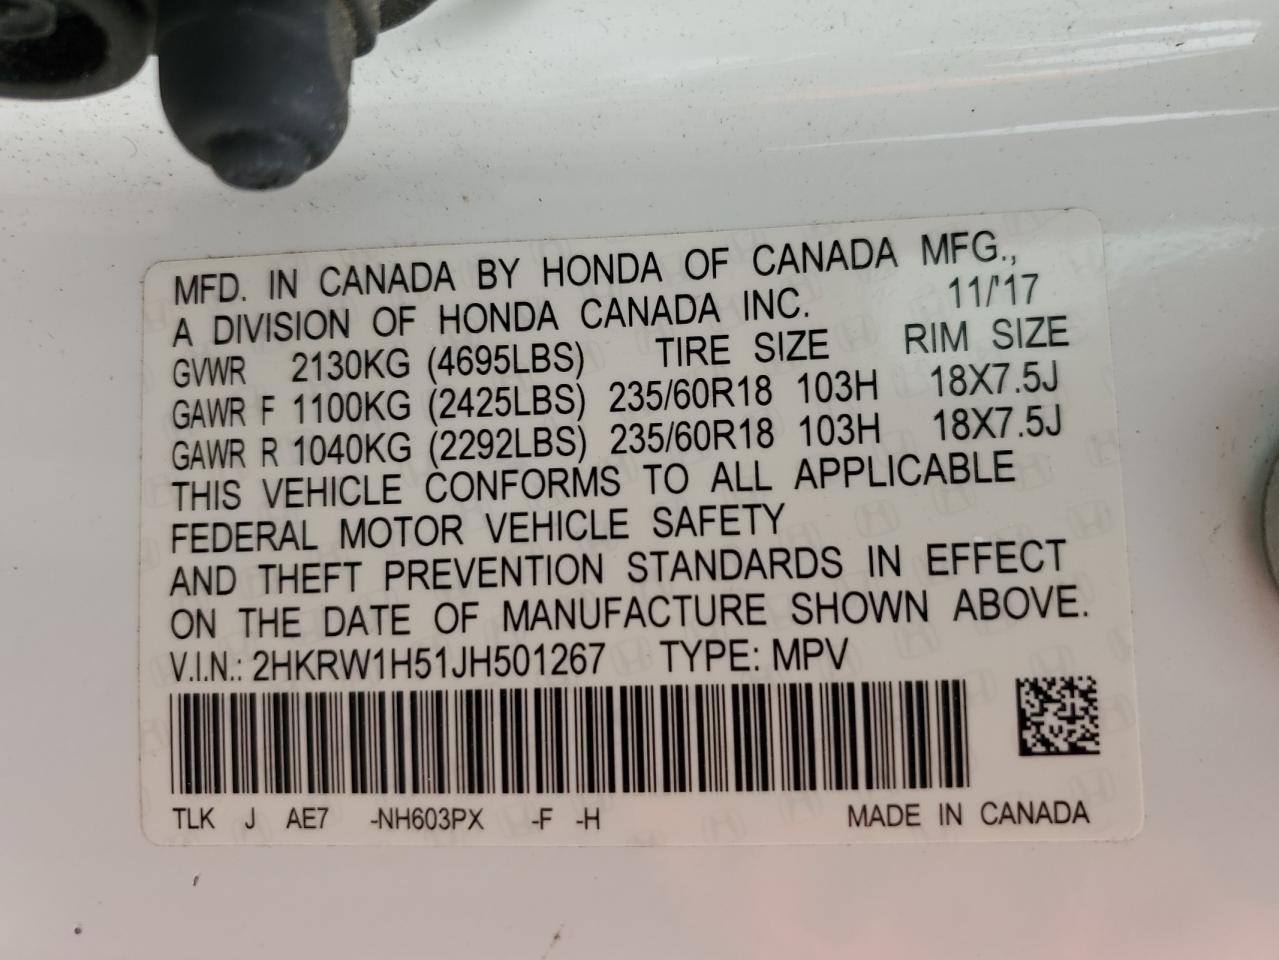 MFD. IN CANADA BY HONDA OF CANADA MFG.,
A DIVISION OF HONDA CANADA INC. 11/'17
GVWR 2130KG (4695LBS) TIRE SIZE RIM SIZE
GAWR F 1100KG (2425LBS) 235/60R18 103H 18X7.5J
GAWR R 1040KG (2292LBS) 235/60R18 103H 18X7.5J
THIS VEHICLE CONFORMS TO ALL APPLICABLE
FEDERAL MOTOR VEHICLE SAFETY
AND THEFT PREVENTION STANDARDS IN EFFECT
ON THE DATE OF MANUFACTURE SHOWN ABOVE.
V.I.N.: 2HKRW1H51JH501267 TYPE: MPV
TLK J AE7 -NH603PX -F -H MADE IN CANADA